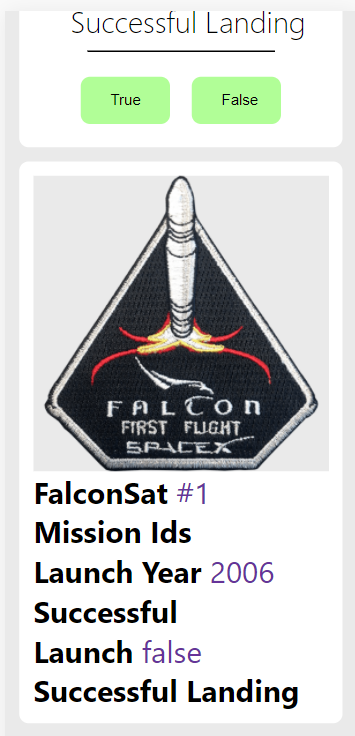 Successful Landing
True
False
FALCON
FIRST FLIGHT
SPACEX
FalconSat #1
Mission Ids
Launch Year 2006
Successful
Launch false
Successful Landing